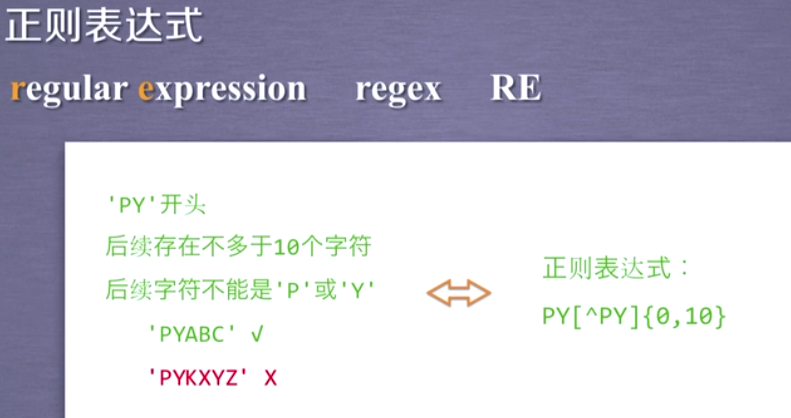 正则表达式
regular expression regex RE
'PY'开头
后续存在不多于10个字符
后续字符不能是'P'或'Y'
'PYABC' √
'PYKXYZ' X
正则表达式：
PY[^PY]{0,10}